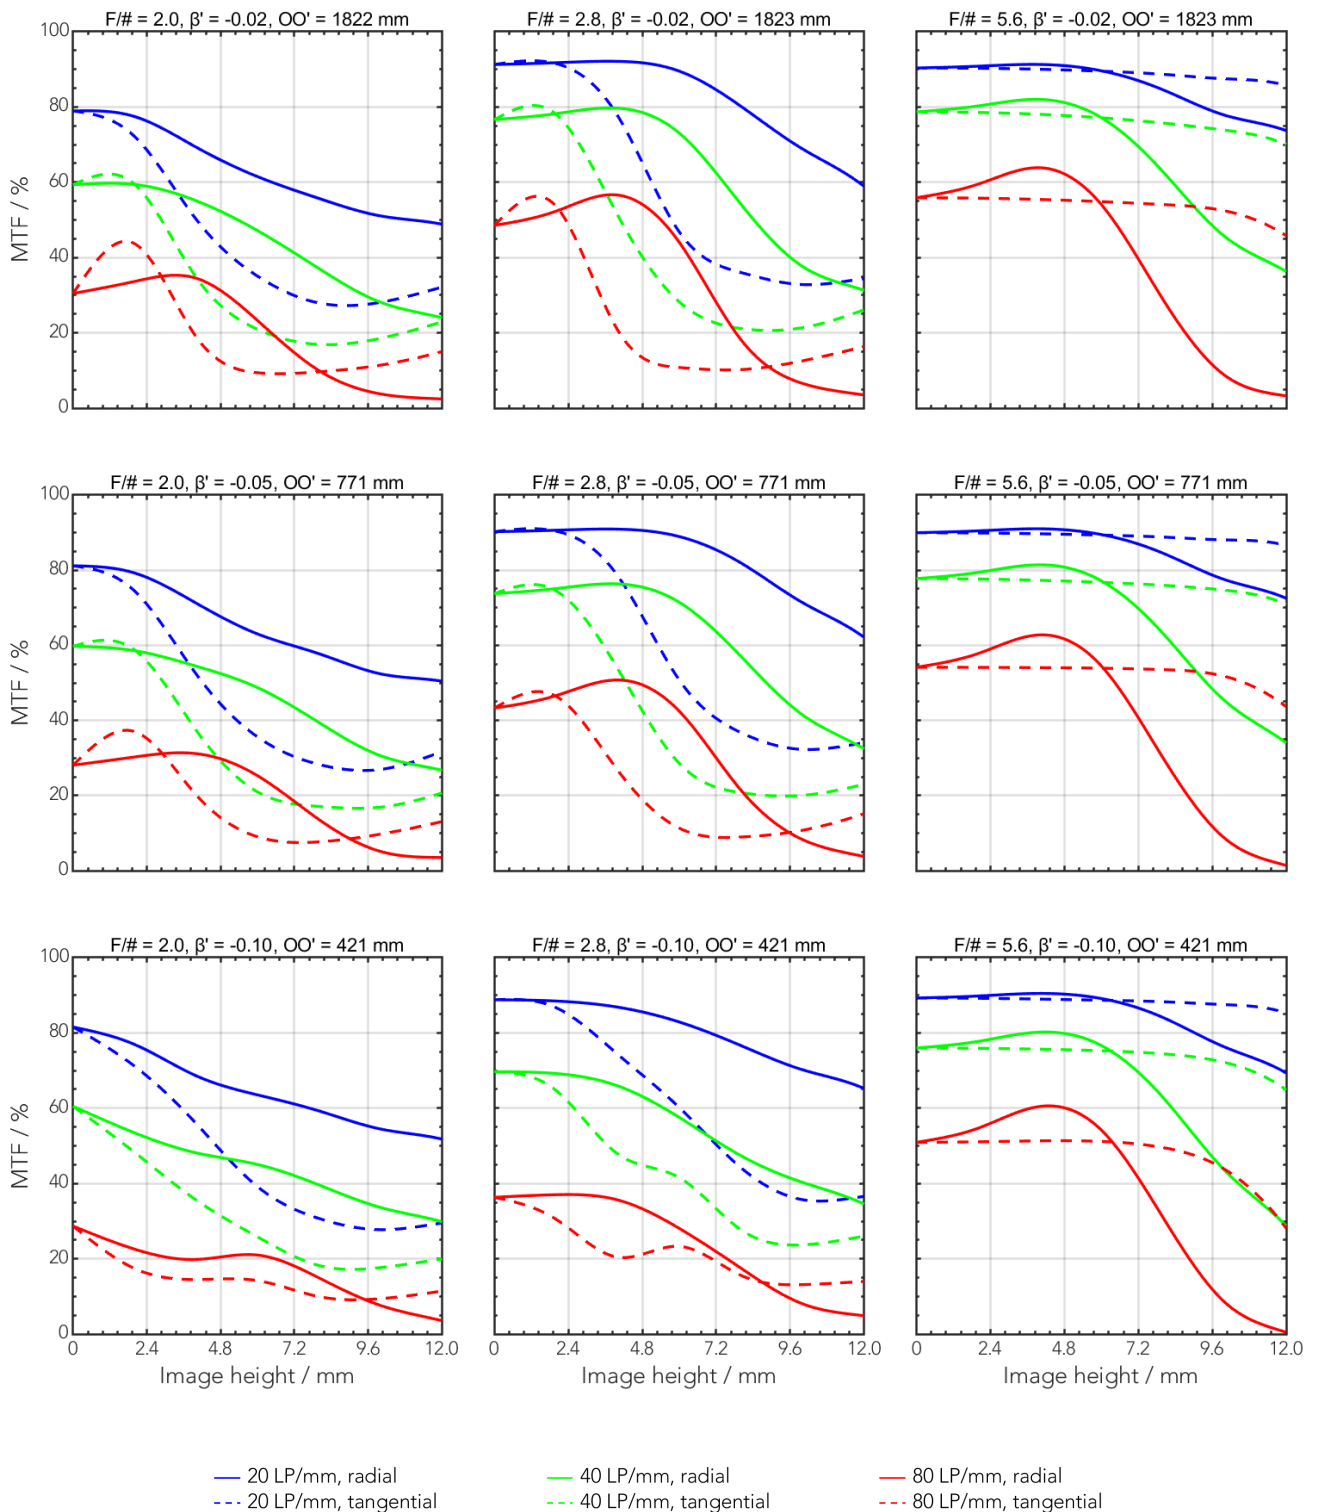 F/# = 2.0, β' = -0.02, OO' = 1822 mm
F/# = 2.8, β' = -0.02, OO' = 1823 mm
F/# = 5.6, β' = -0.02, OO' = 1823 mm
100
80
60
40
20
0
MTF / %
F/# = 2.0, β' = -0.05, OO' = 771 mm
F/# = 2.8, β' = -0.05, OO' = 771 mm
F/# = 5.6, β' = -0.05, OO' = 771 mm
100
80
60
40
20
0
MTF / %
F/# = 2.0, β' = -0.10, OO' = 421 mm
F/# = 2.8, β' = -0.10, OO' = 421 mm
F/# = 5.6, β' = -0.10, OO' = 421 mm
100
80
60
40
20
0
MTF / %
0 2.4 4.8 7.2 9.6 12.0
0 2.4 4.8 7.2 9.6 12.0
0 2.4 4.8 7.2 9.6 12.0
Image height / mm
Image height / mm
Image height / mm
20 LP/mm, radial
40 LP/mm, radial
80 LP/mm, radial
20 LP/mm, tangential
40 LP/mm, tangential
80 LP/mm, tangential